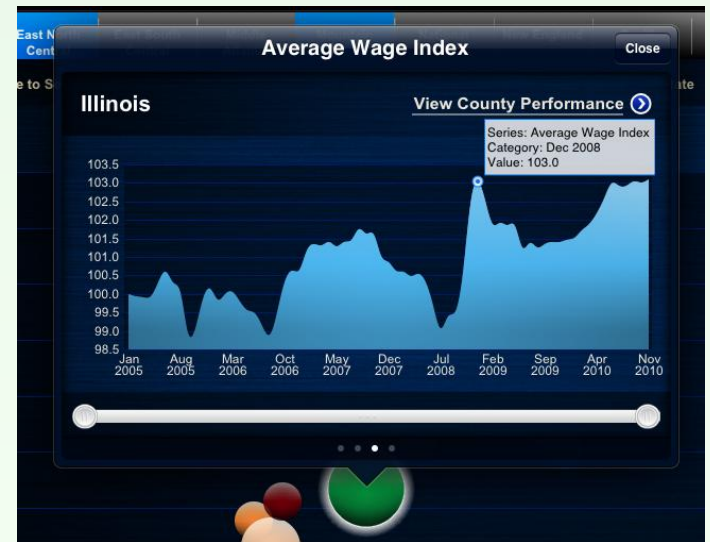 East N
Cent
Average Wage Index
Close
e to S
ate
Illinois
View County Performance
Series: Average Wage Index
Category: Dec 2008
Value: 103.0
103.5
103.0
102.5
102.0
101.5
101.0
100.5
100.0
99.5
99.0
98.5
Jan Aug Mar Oct May Dec Jul Feb Sep Apr Nov
2005 2005 2006 2006 2007 2007 2008 2009 2009 2010 2010